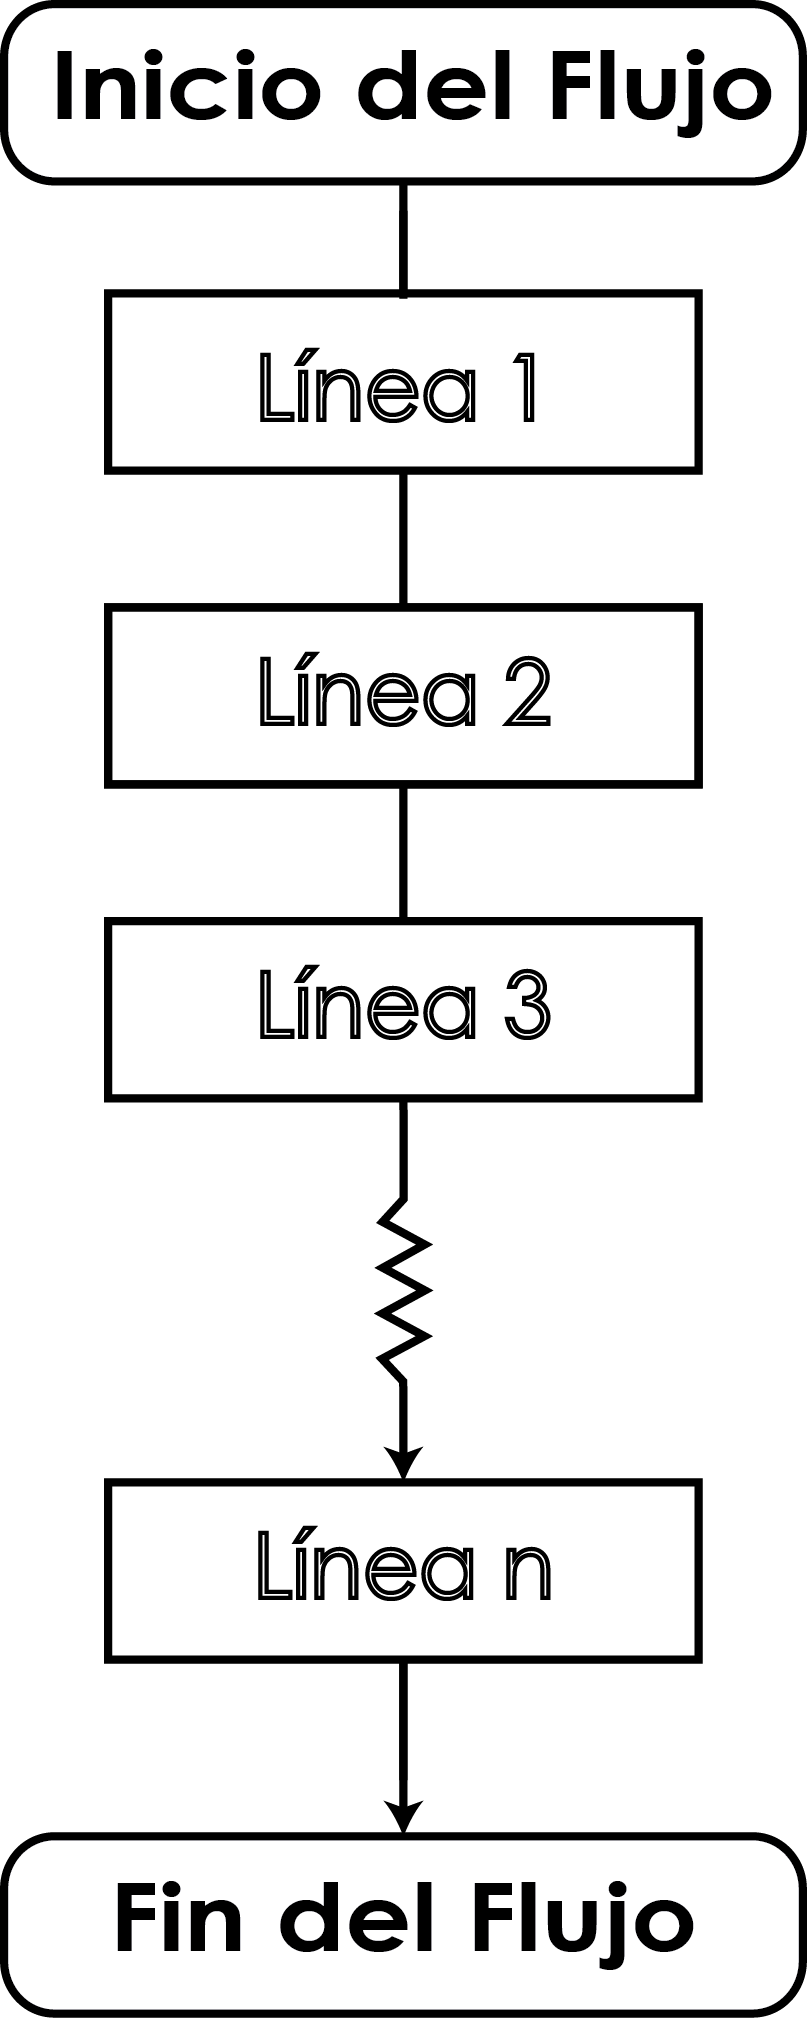 Inicio del Flujo
Línea 1
Línea 2
Línea 3
Línea n
Fin del Flujo